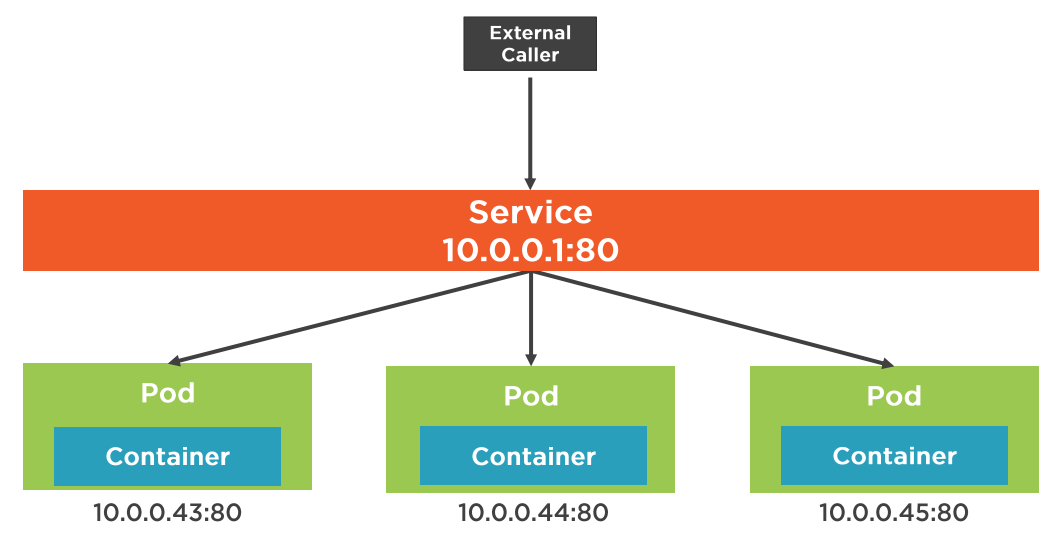 External
Caller
Service
10.0.0.1:80
Pod
Container
10.0.0.43:80
Pod
Container
10.0.0.44:80
Pod
Container
10.0.0.45:80